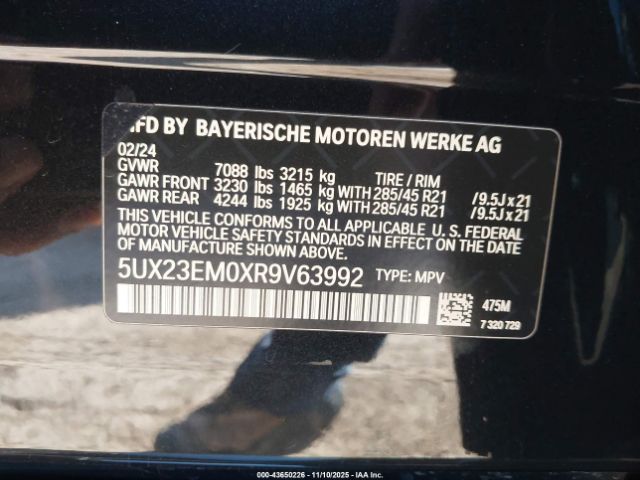 MFD BY BAYERISCHE MOTOREN WERKE AG
02/24
GVWR 7088 lbs 3215 kg TIRE / RIM
GAWR FRONT 3230 lbs 1465 kg WITH 285/45 R21 /9.5J x 21
GAWR REAR 4244 lbs 1925 kg WITH 285/45 R21 /9.5J x 21
THIS VEHICLE CONFORMS TO ALL APPLICABLE U. S. FEDERAL
MOTOR VEHICLE SAFETY STANDARDS IN EFFECT ON THE DATE
OF MANUFACTURE SHOWN ABOVE.
5UX23EM0XR9V63992 TYPE: MPV
475M
7 320 729
© 43650226 - 11/10/2025 - IAA, Inc.